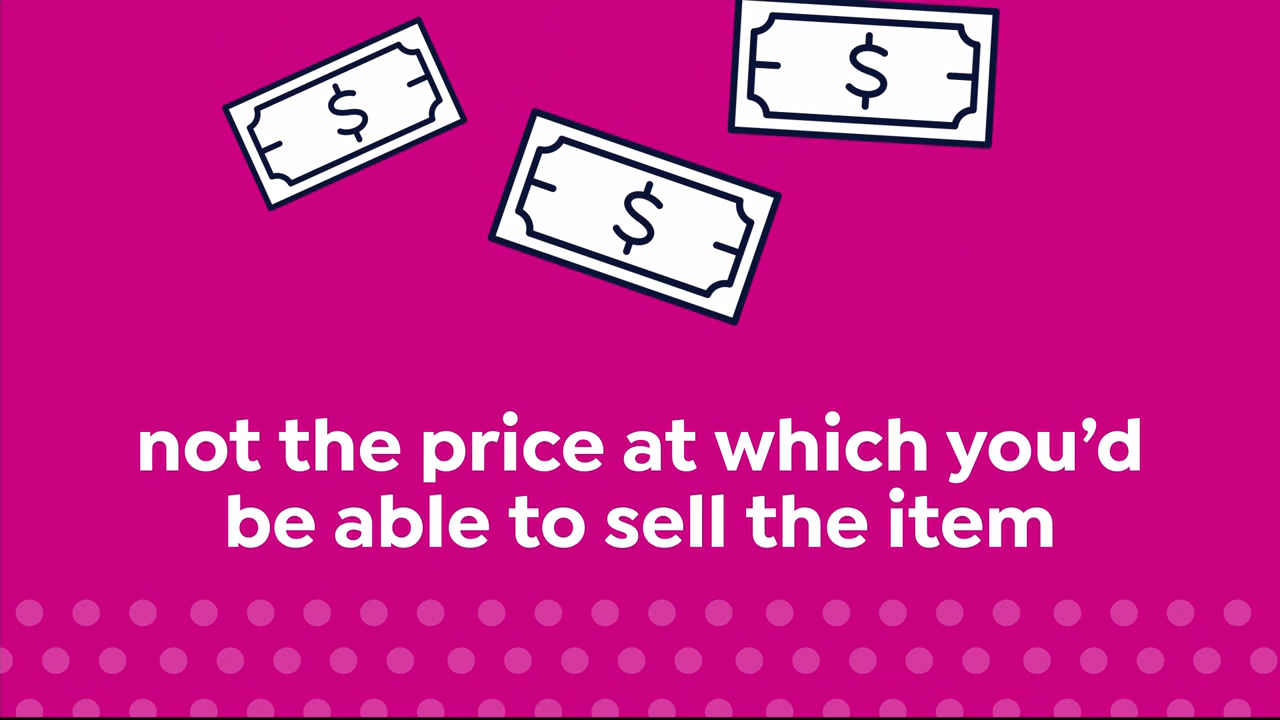 $
$
$
not the price at which you’d
be able to sell the item